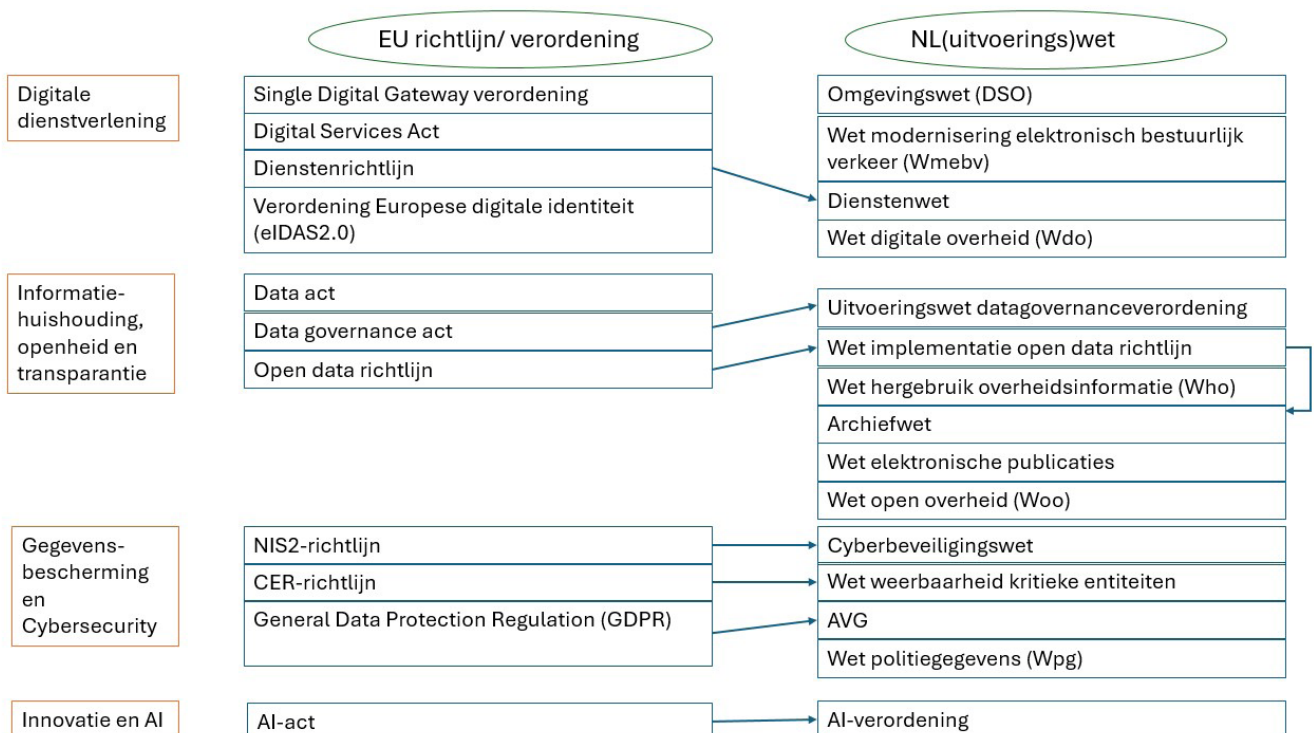 EU richtlijn/ verordening
NL(uitvoerings)wet
Digitale
dienstverlening
Single Digital Gateway verordening
Digital Services Act
Dienstenrichtlijn
Verordening Europese digitale identiteit
(eIDAS2.0)
Omgevingswet (DSO)
Wet modernisering elektronisch bestuurlijk
verkeer (Wmebv)
Dienstenwet
Wet digitale overheid (Wdo)
Informatie-
huishouding,
openheid en
transparantie
Data act
Data governance act
Open data richtlijn
Uitvoeringswet datagovernanceverordening
Wet implementatie open data richtlijn
Wet hergebruik overheidsinformatie (Who)
Archiefwet
Wet elektronische publicaties
Wet open overheid (Woo)
Gegevens-
bescherming
en
Cybersecurity
NIS2-richtlijn
CER-richtlijn
General Data Protection Regulation (GDPR)
Cyberbeveiligingswet
Wet weerbaarheid kritieke entiteiten
AVG
Wet politiegegevens (Wpg)
Innovatie en AI
AI-act
AI-verordening